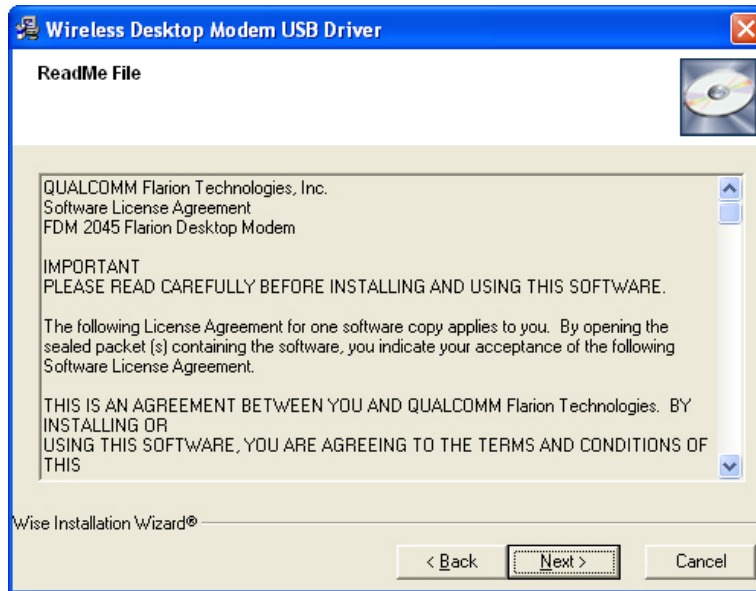 Wireless Desktop Modem USB Driver
ReadMe File
QUALCOMM Flarion Technologies, Inc.
Software License Agreement
FDM 2045 Flarion Desktop Modem
IMPORTANT
PLEASE READ CAREFULLY BEFORE INSTALLING AND USING THIS SOFTWARE.
The following License Agreement for one software copy applies to you.  By opening the
sealed packet (s) containing the software, you indicate your acceptance of the following
Software License Agreement.
THIS IS AN AGREEMENT BETWEEN YOU AND QUALCOMM Flarion Technologies.  BY
INSTALLING OR
USING THIS SOFTWARE, YOU ARE AGREEING TO THE TERMS AND CONDITIONS OF
THIS
Wise Installation Wizard®
< Back Next > Cancel